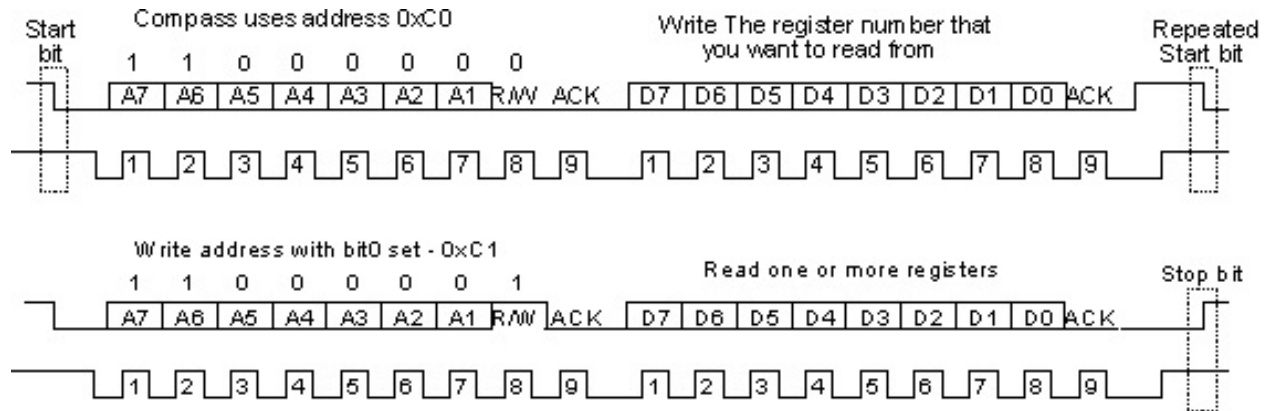 Start
bit
Compass uses address 0xC0
Write The register number that
you want to read from
Repeated
Start bit
1 1 0 0 0 0 0 0
A7 A6 A5 A4 A3 A2 A1 R/W ACK D7 D6 D5 D4 D3 D2 D1 D0 ACK
1 2 3 4 5 6 7 8 9 1 2 3 4 5 6 7 8 9
Write address with bit0 set - 0xC1
Read one or more registers
Stop bit
1 1 0 0 0 0 0 1
A7 A6 A5 A4 A3 A2 A1 R/W ACK D7 D6 D5 D4 D3 D2 D1 D0 ACK
1 2 3 4 5 6 7 8 9 1 2 3 4 5 6 7 8 9